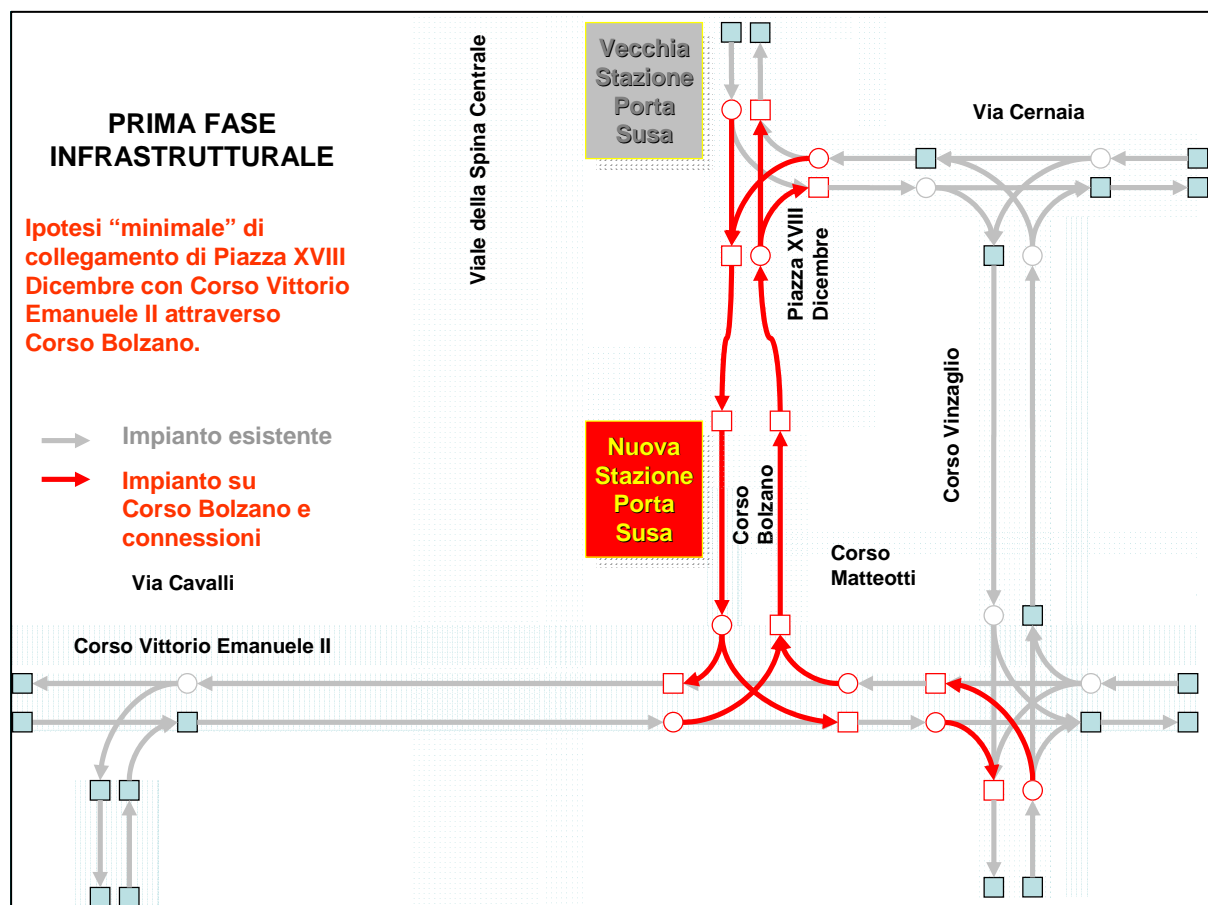 PRIMA FASE
INFRASTRUTTURALE
Ipotesi “minimale” di
collegamento di Piazza XVIII
Dicembre con Corso Vittorio
Emanuele II attraverso
Corso Bolzano.
Impianto esistente
Impianto su
Corso Bolzano e
connessioni
Via Cavalli
Corso Vittorio Emanuele II
Viale della Spina Centrale
Vecchia
Stazione
Porta
Susa
Via Cernaia
Piazza XVIII
Dicembre
Nuova
Stazione
Porta
Susa
Corso
Bolzano
Corso
Matteotti
Corso Vinzaglio